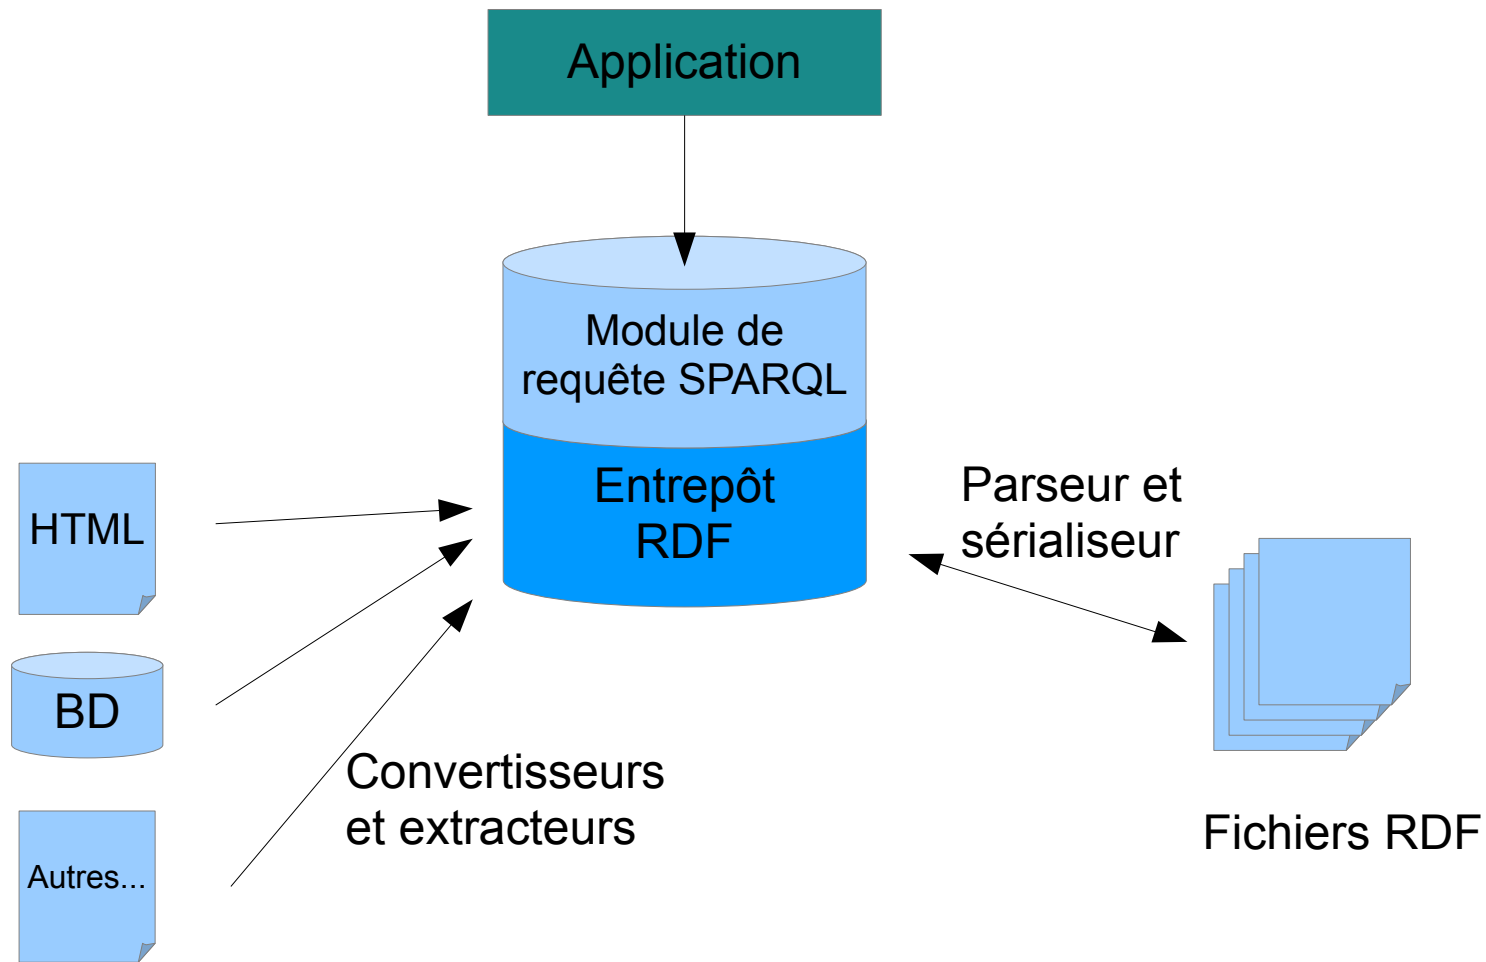 Application
Module de
requête SPARQL
Entrepôt
RDF
Parseur et
sérialiseur
HTML
BD
Convertisseurs
et extracteurs
Autres...
Fichiers RDF